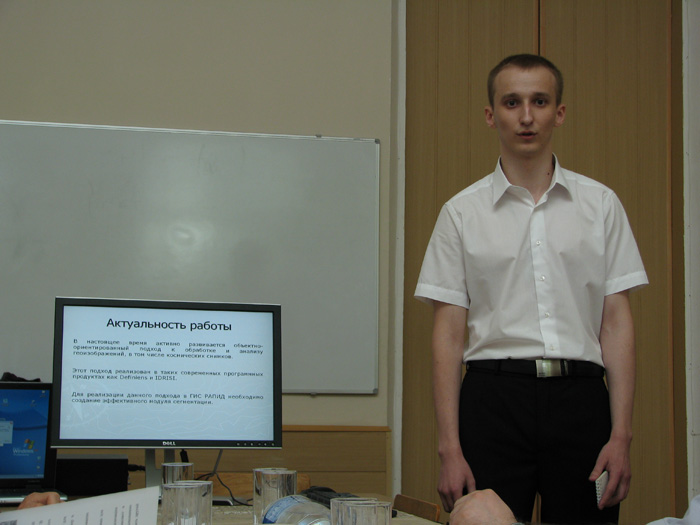 Актуальность работы
В настоящее время активно развивается объектно-
ориентированный подход к обработке и анализу
геоизображений, в том числе космических снимков.
Этот подход реализован в таких современных программных
продуктах как Definiens и IDRISI.
Для реализации данного подхода в ГИС РАПИД необходимо
создание эффективного модуля сегментации.
DELL